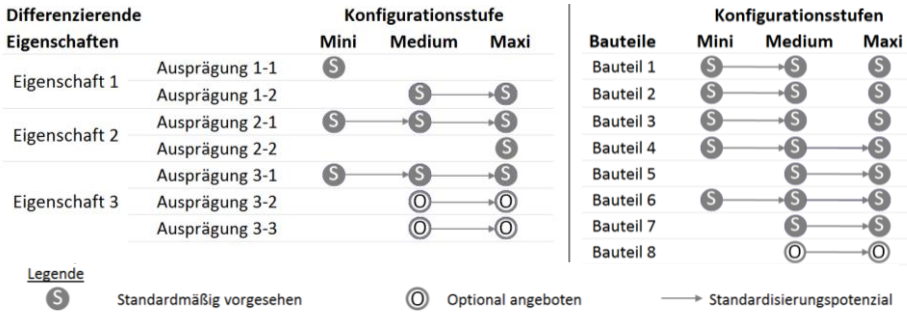 Differenzierende Eigenschaften Konfigurationsstufe
Mini Medium Maxi
Eigenschaft 1 Ausprägung 1-1 S
Ausprägung 1-2 S S
Eigenschaft 2 Ausprägung 2-1 S S S
Ausprägung 2-2 S
Eigenschaft 3 Ausprägung 3-1 S S S
Ausprägung 3-2 O O
Ausprägung 3-3 O O
Konfigurationsstufen
Bauteile Mini Medium Maxi
Bauteil 1 S S S
Bauteil 2 S S S
Bauteil 3 S S S
Bauteil 4 S S S
Bauteil 5 S S
Bauteil 6 S S S
Bauteil 7 S S
Bauteil 8 O O
Legende
S Standardmäßig vorgesehen O Optional angeboten Standardisierungspotenzial